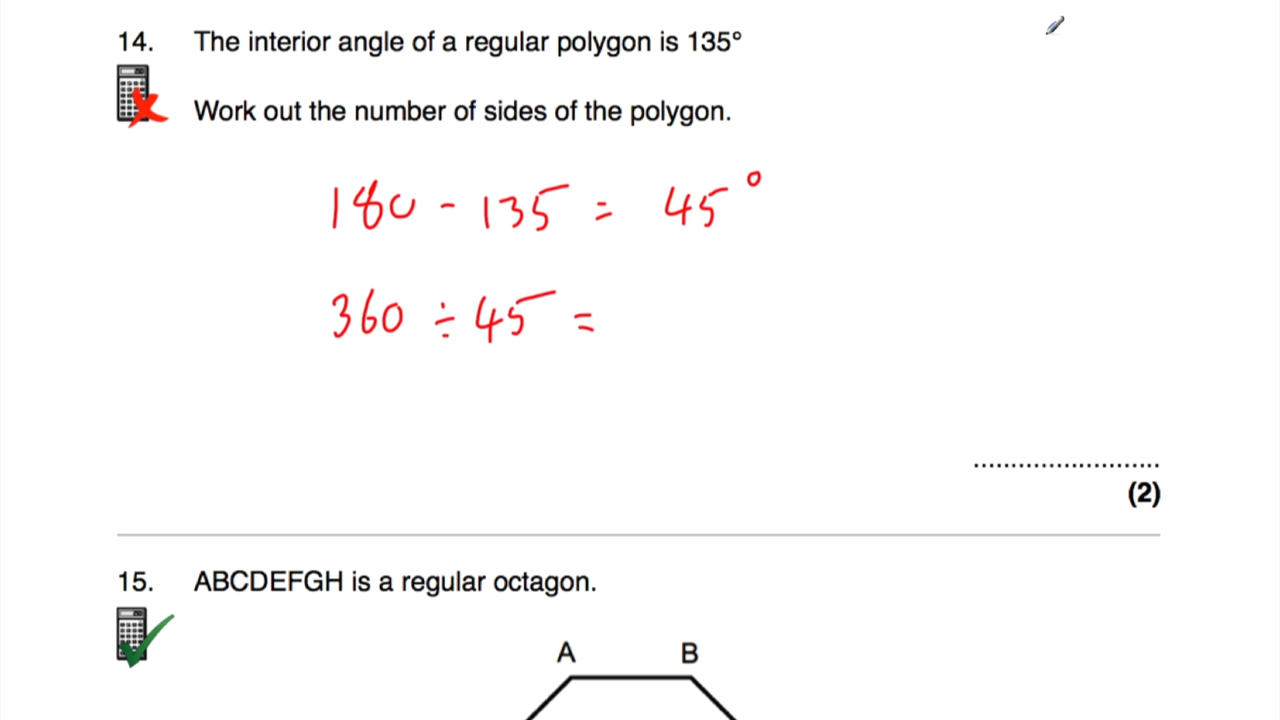 14. The interior angle of a regular polygon is 135°
Work out the number of sides of the polygon.
180 - 135 = 45°
360 ÷ 45 =
..........................
(2)
15. ABCDEFGH is a regular octagon.
A B